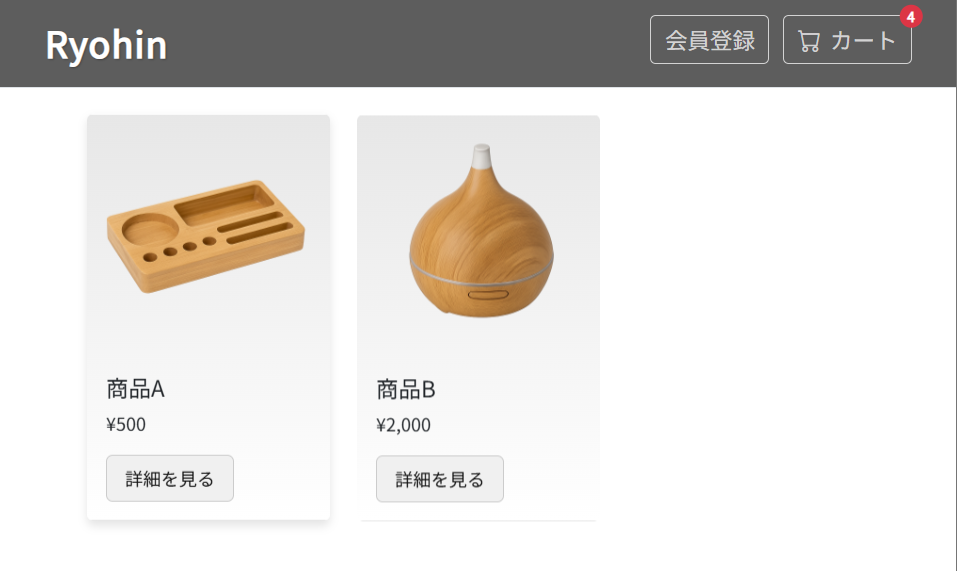 Ryohin
会員登録
カート
4
商品A
¥500
詳細を見る
商品B
¥2,000
詳細を見る